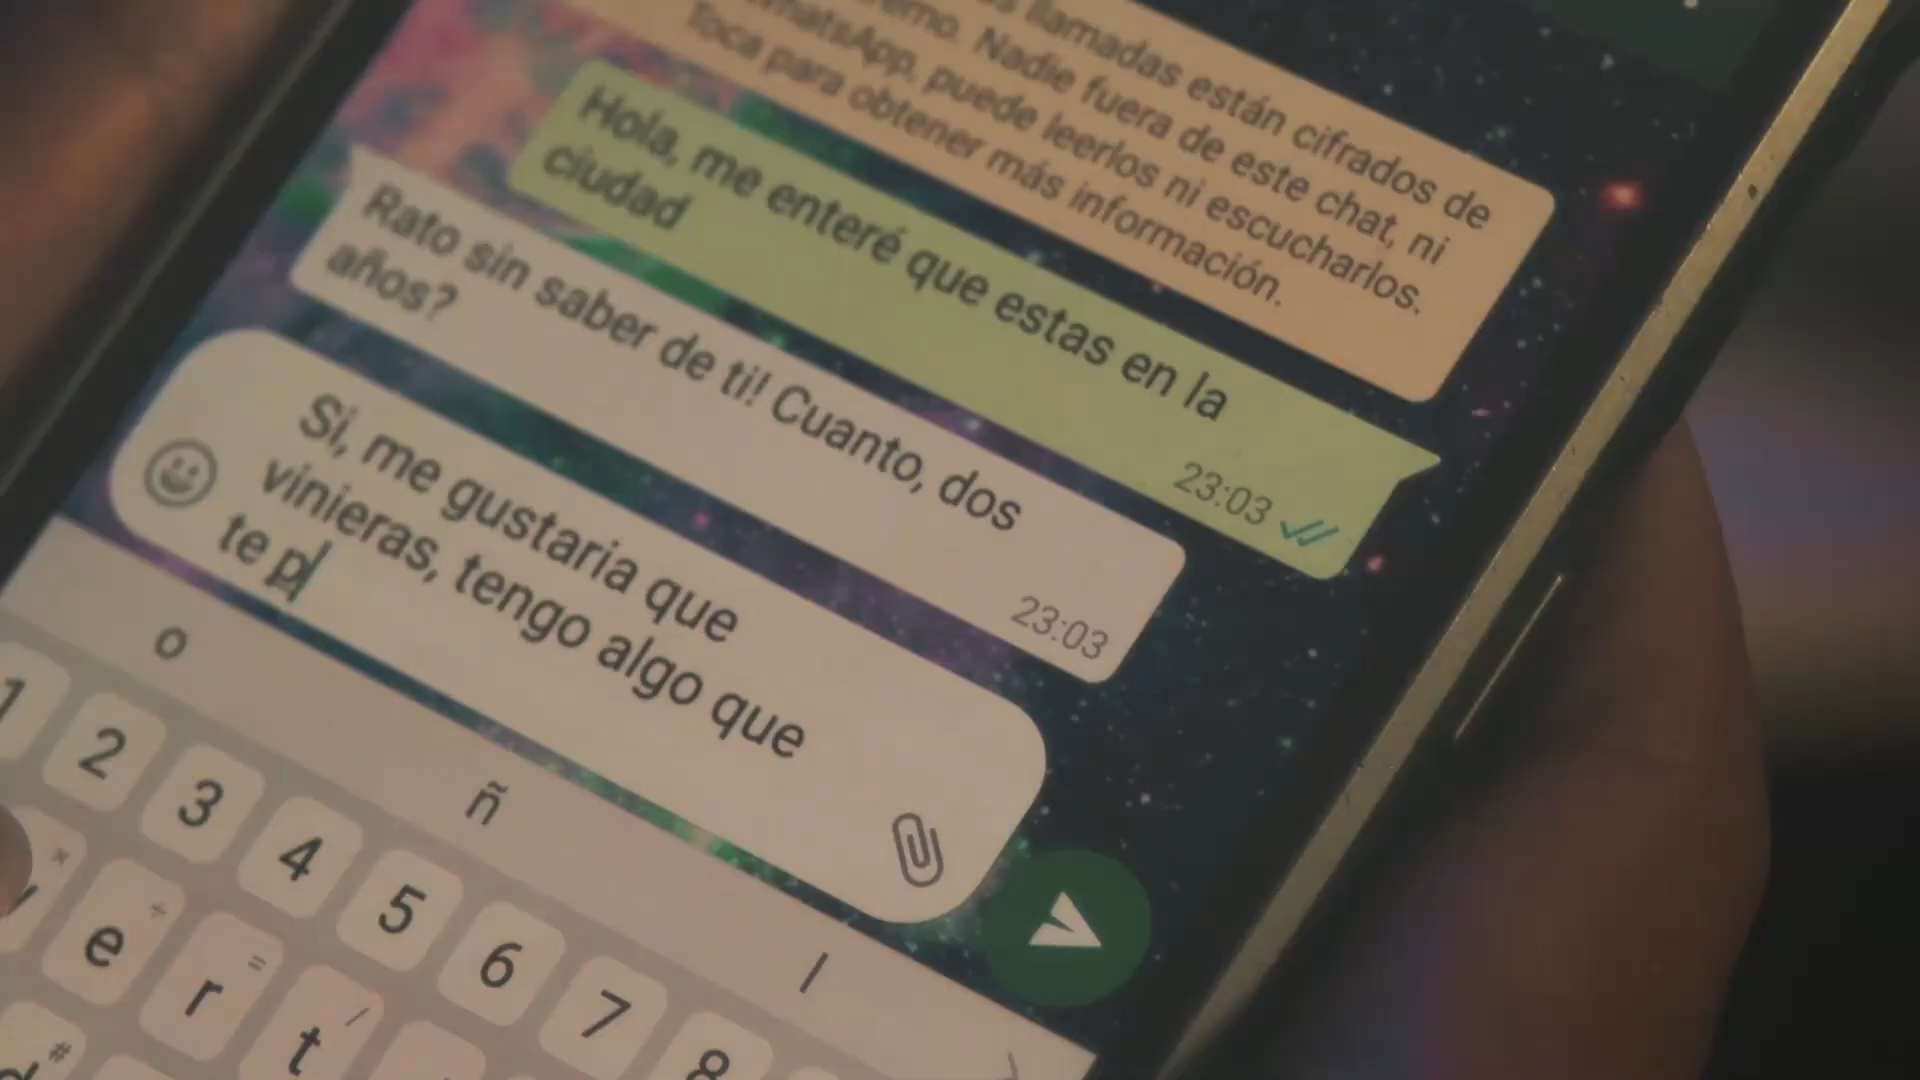 llamadas están cifrados de
Nadie fuera de este chat, ni
WhatsApp, puede leerlos ni escucharlos.
Toca para obtener más información.
Hola, me enteré que estas en la
ciudad
23:03
Rato sin saber de ti! Cuanto, dos
años?
23:03
Si, me gustaria que
vinieras, tengo algo que
te p
o ñ l
1 2 3 4 5 6 7 8
e r t
#